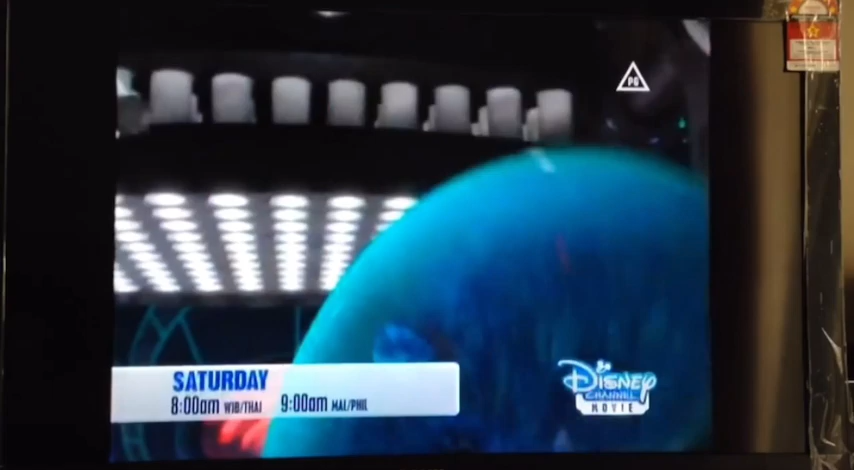 PG
SATURDAY
8:00am WIB/THAI 9:00am MAL/PHIL
DISNEY
CHANNEL
MOVIE